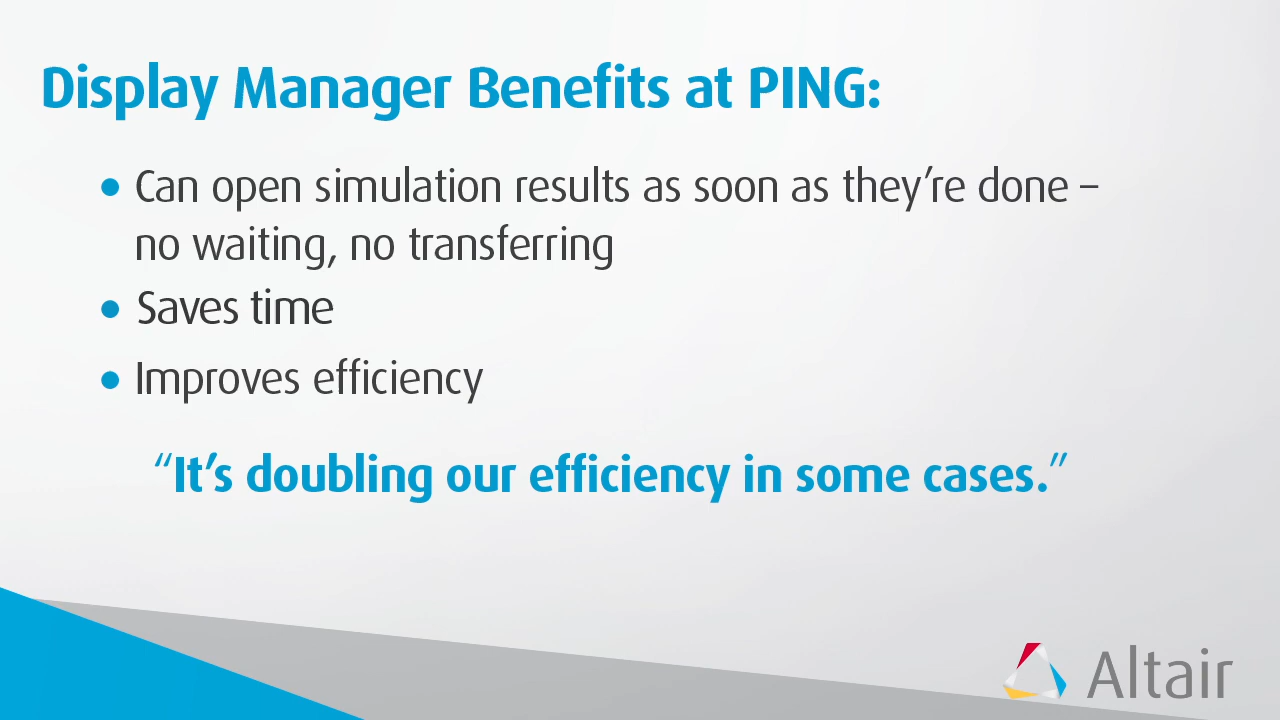 Display Manager Benefits at PING:
• Can open simulation results as soon as they’re done –
no waiting, no transferring
• Saves time
• Improves efficiency
“It’s doubling our efficiency in some cases.”
Altair